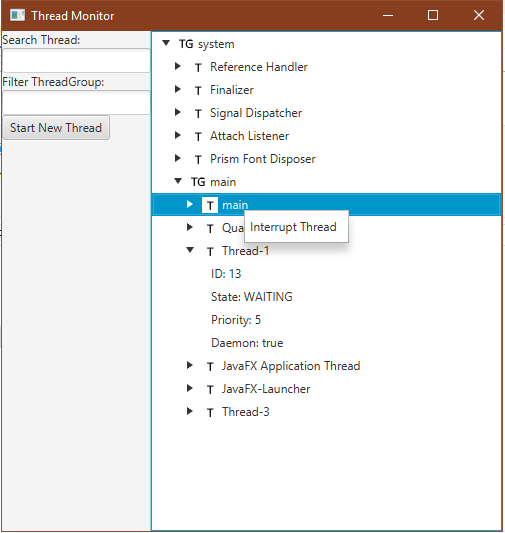 Thread Monitor
Search Thread:
Filter ThreadGroup:
Start New Thread
TG system
T Reference Handler
T Finalizer
T Signal Dispatcher
T Attach Listener
T Prism Font Disposer
TG main
T main
Interrupt Thread
T Qua
T Thread-1
ID: 13
State: WAITING
Priority: 5
Daemon: true
T JavaFX Application Thread
T JavaFX-Launcher
T Thread-3